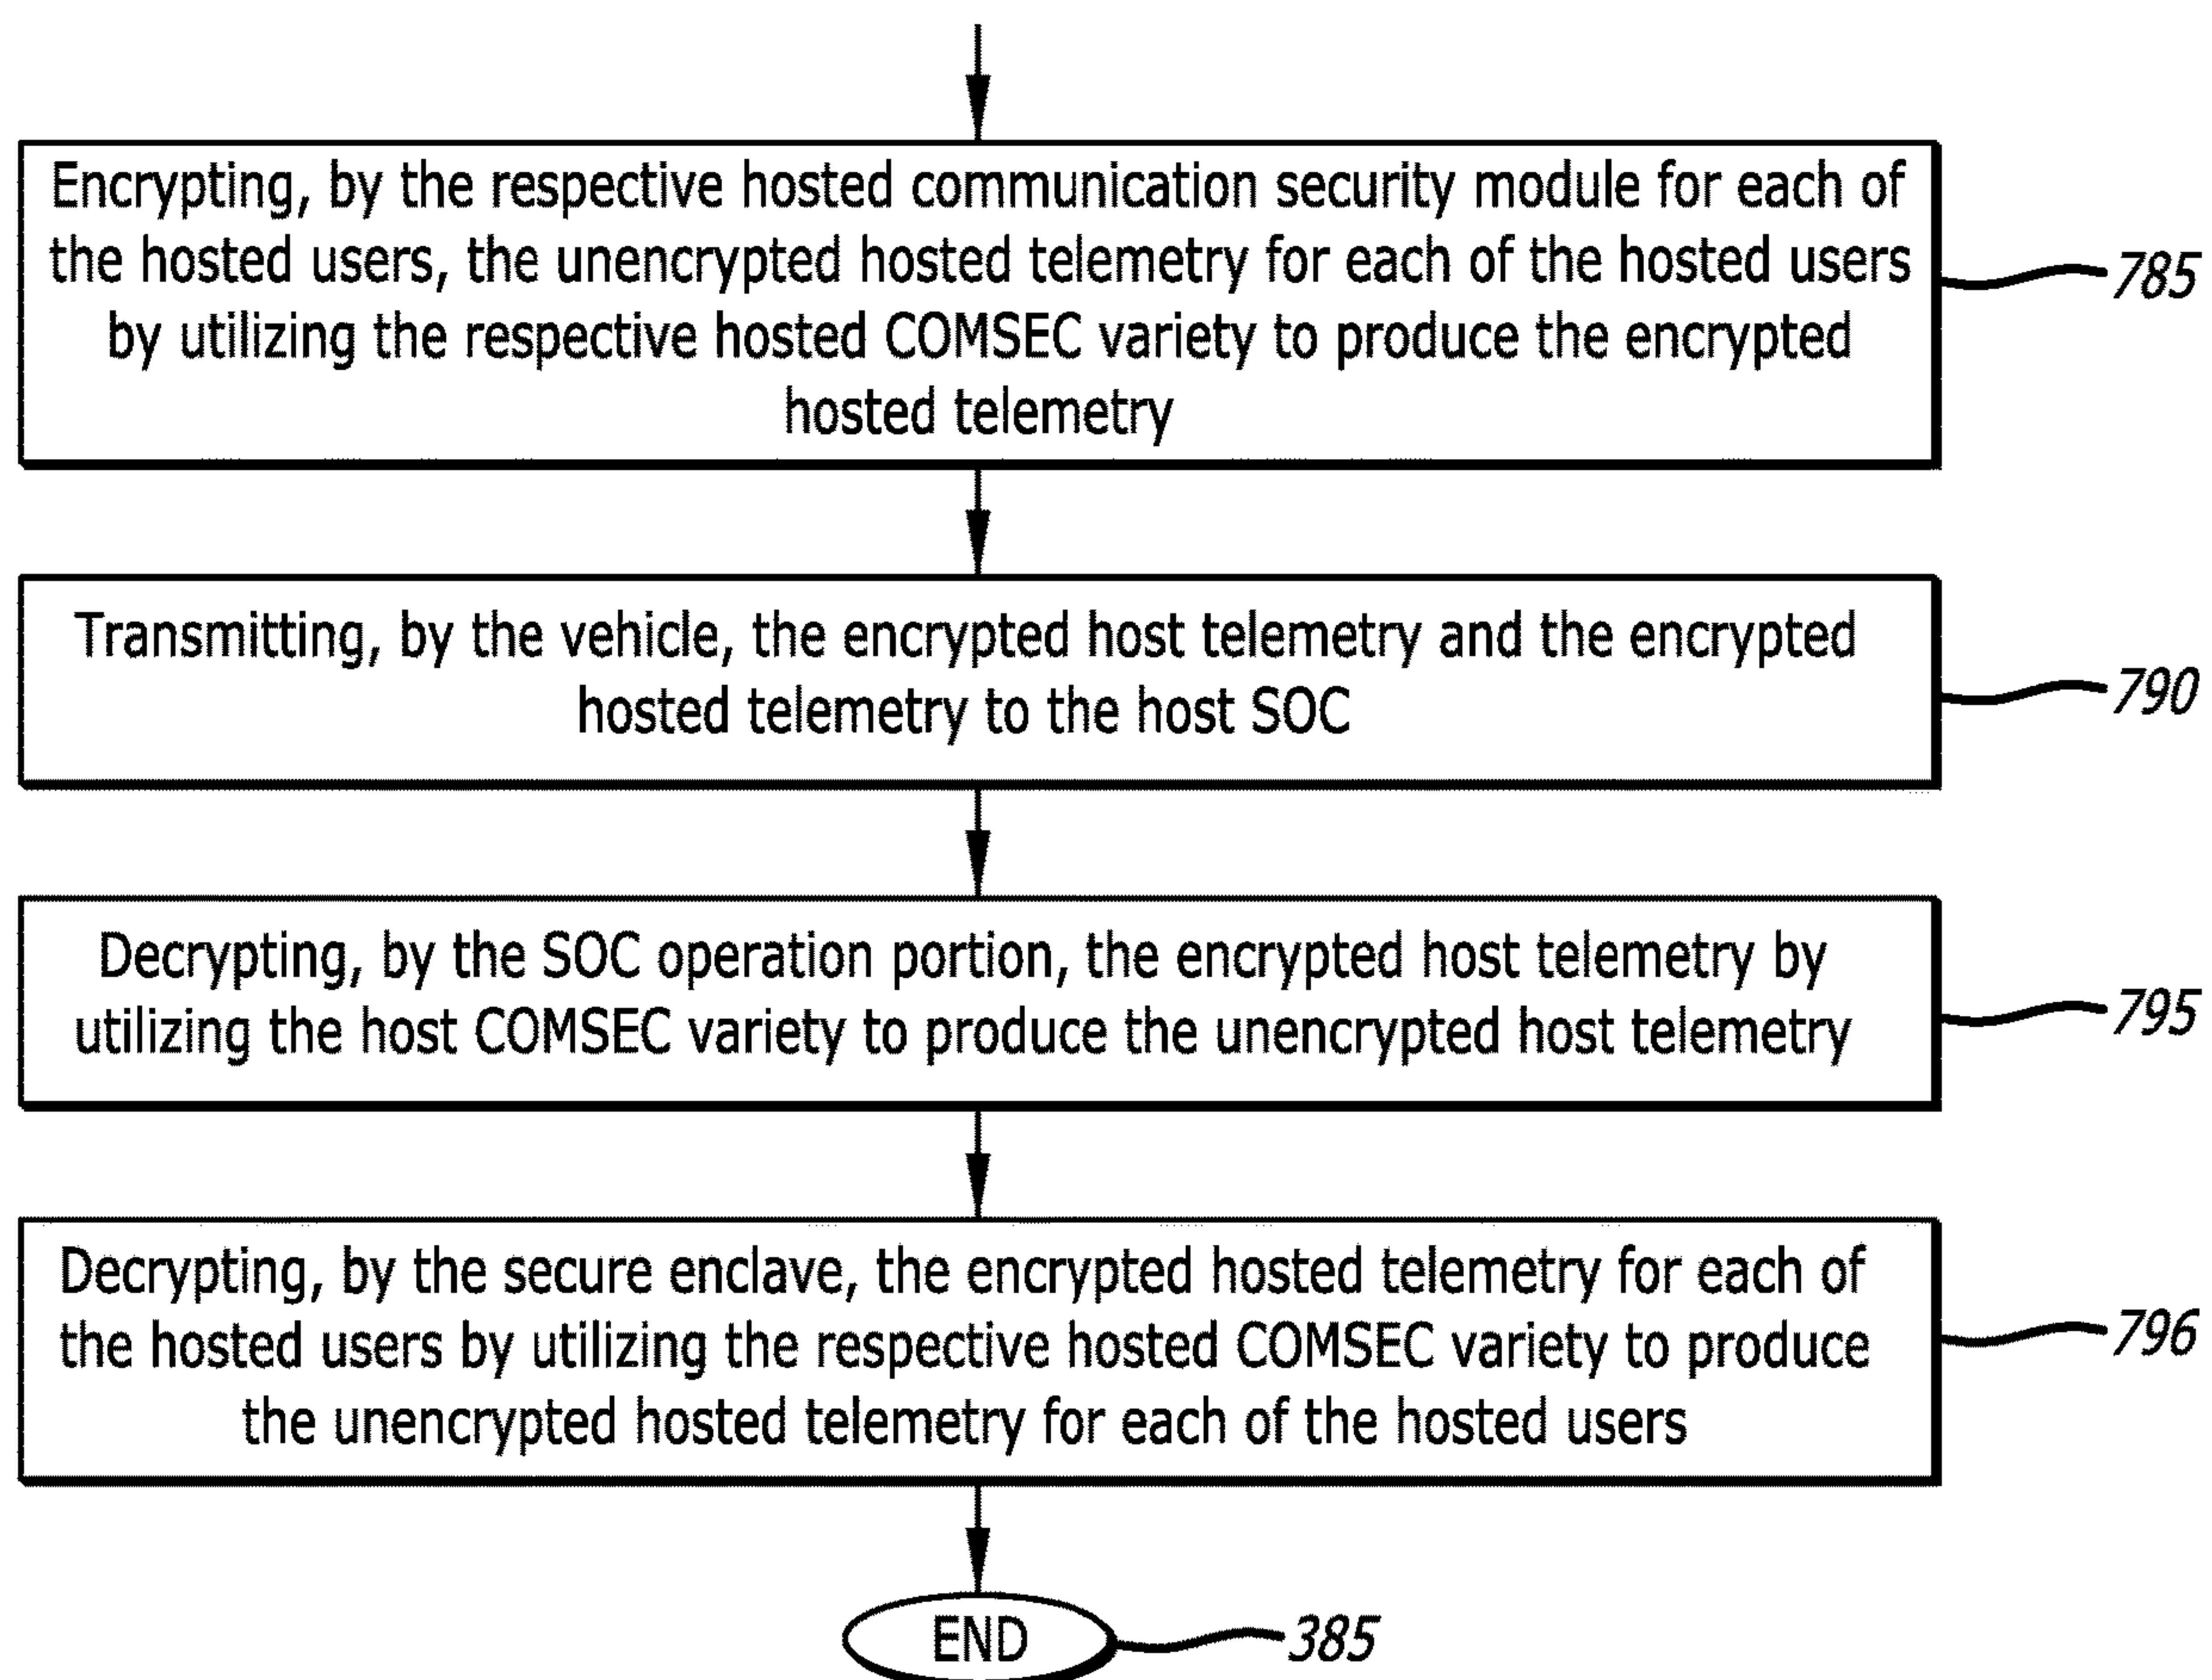 Encrypting, by the respective hosted communication security module for each of
the hosted users, the unencrypted hosted telemetry for each of the hosted users
by utilizing the respective hosted COMSEC variety to produce the encrypted
hosted telemetry
785
Transmitting, by the vehicle, the encrypted host telemetry and the encrypted
hosted telemetry to the host SOC
790
Decrypting, by the SOC operation portion, the encrypted host telemetry by
utilizing the host COMSEC variety to produce the unencrypted host telemetry
795
Decrypting, by the secure enclave, the encrypted hosted telemetry for each of
the hosted users by utilizing the respective hosted COMSEC variety to produce
the unencrypted hosted telemetry for each of the hosted users
796
END
385